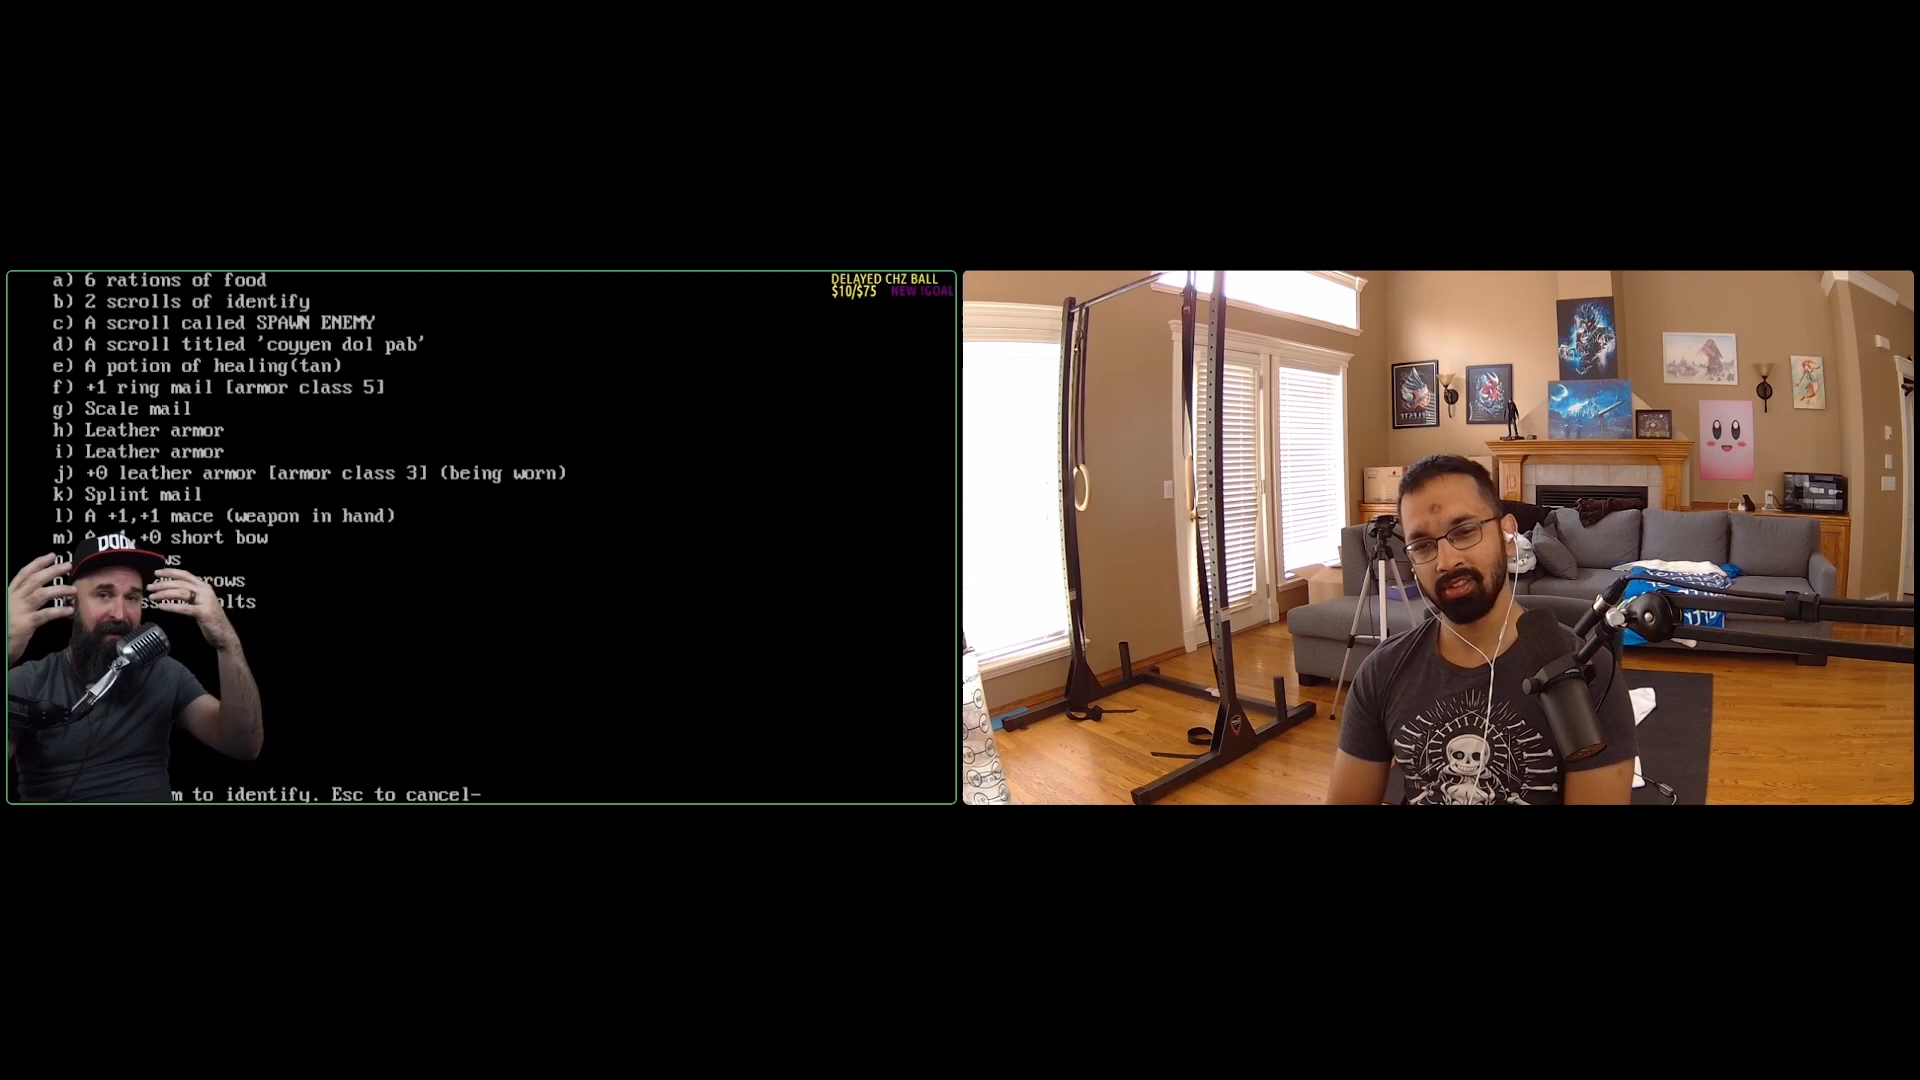 a) 6 rations of food
b) 2 scrolls of identify
c) A scroll called SPAWN ENEMY
d) A scroll titled 'coyyen dol pab'
e) A potion of healing(tan)
f) +1 ring mail [armor class 5]
g) Scale mail
h) Leather armor
i) Leather armor
j) +0 leather armor [armor class 3] (being worn)
k) Splint mail
l) A +1,+1 mace (weapon in hand)
m) +0 short bow
m to identify. Esc to cancel-
DELAYED CHZ BALL
$10/$75 NEW !GOAL